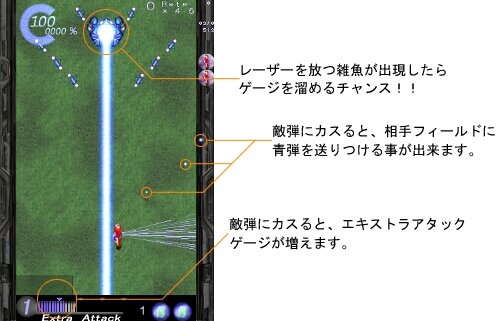 100
0000 %
0 Rate
x 4 5
レーザーを放つ雑魚が出現したら
ゲージを溜めるチャンス！！
敵弾にカスると、相手フィールドに
青弾を送りつける事が出来ます。
敵弾にカスると、エキストラアタック
ゲージが増えます。
1
1
Extra Attack